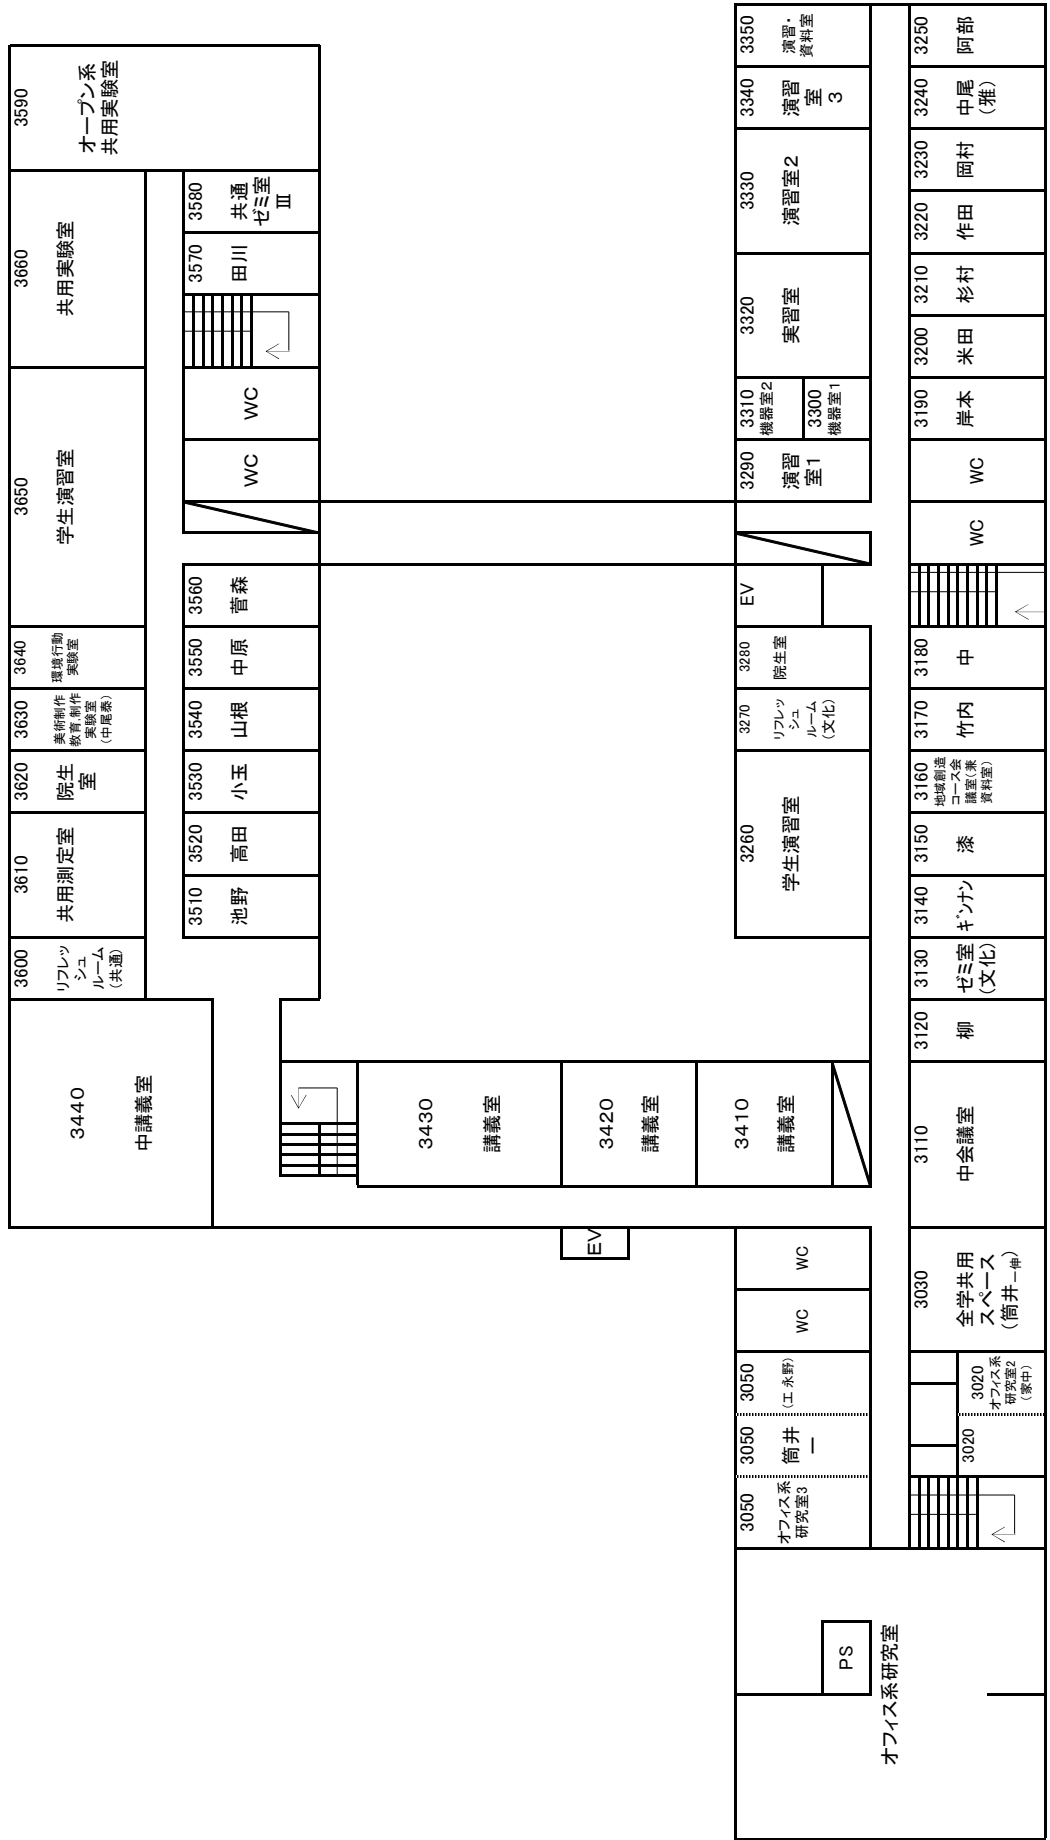 3590
オープン系
共用実験室
3660
共用実験室
3650
学生演習室
3640
環境行動
実験室
3630
美術制作
教育,制作
実験室
(中尾泰)
3620
院生
室
3610
共用測定室
3600
リフレッ
シュ
ルーム
(共通)
3580
共通
ゼミ室
Ⅲ
3570
田川
WC
WC
3560
菅森
3550
中原
3540
山根
3530
小玉
3520
高田
3510
池野
3440
中講義室
3430
講義室
3420
講義室
3410
講義室
EV
3350
演習・
資料室
3340
演習
室
3
3330
演習室2
3320
実習室
3310
機器室2
3300
機器室1
3290
演習
室1
EV
3280
院生室
3270
リフレッ
シュ
ルーム
(文化)
3260
学生演習室
3250
阿部
3240
中尾
(雅)
3230
岡村
3220
作田
3210
杉村
3200
米田
3190
岸本
WC
WC
3180
中
3170
竹内
3160
地域創造
コース会
議室(兼
資料室)
3150
漆
3140
ギンナン
3130
ゼミ室
(文化)
3120
柳
3110
中会議室
3030
全学共用
スペース
(筒井一伸)
WC
WC
3050
(工 永野)
3050
筒井
一
3050
オフィス系
研究室3
3020
オフィス系
研究室2
(家中)
3020
PS
オフィス系研究室